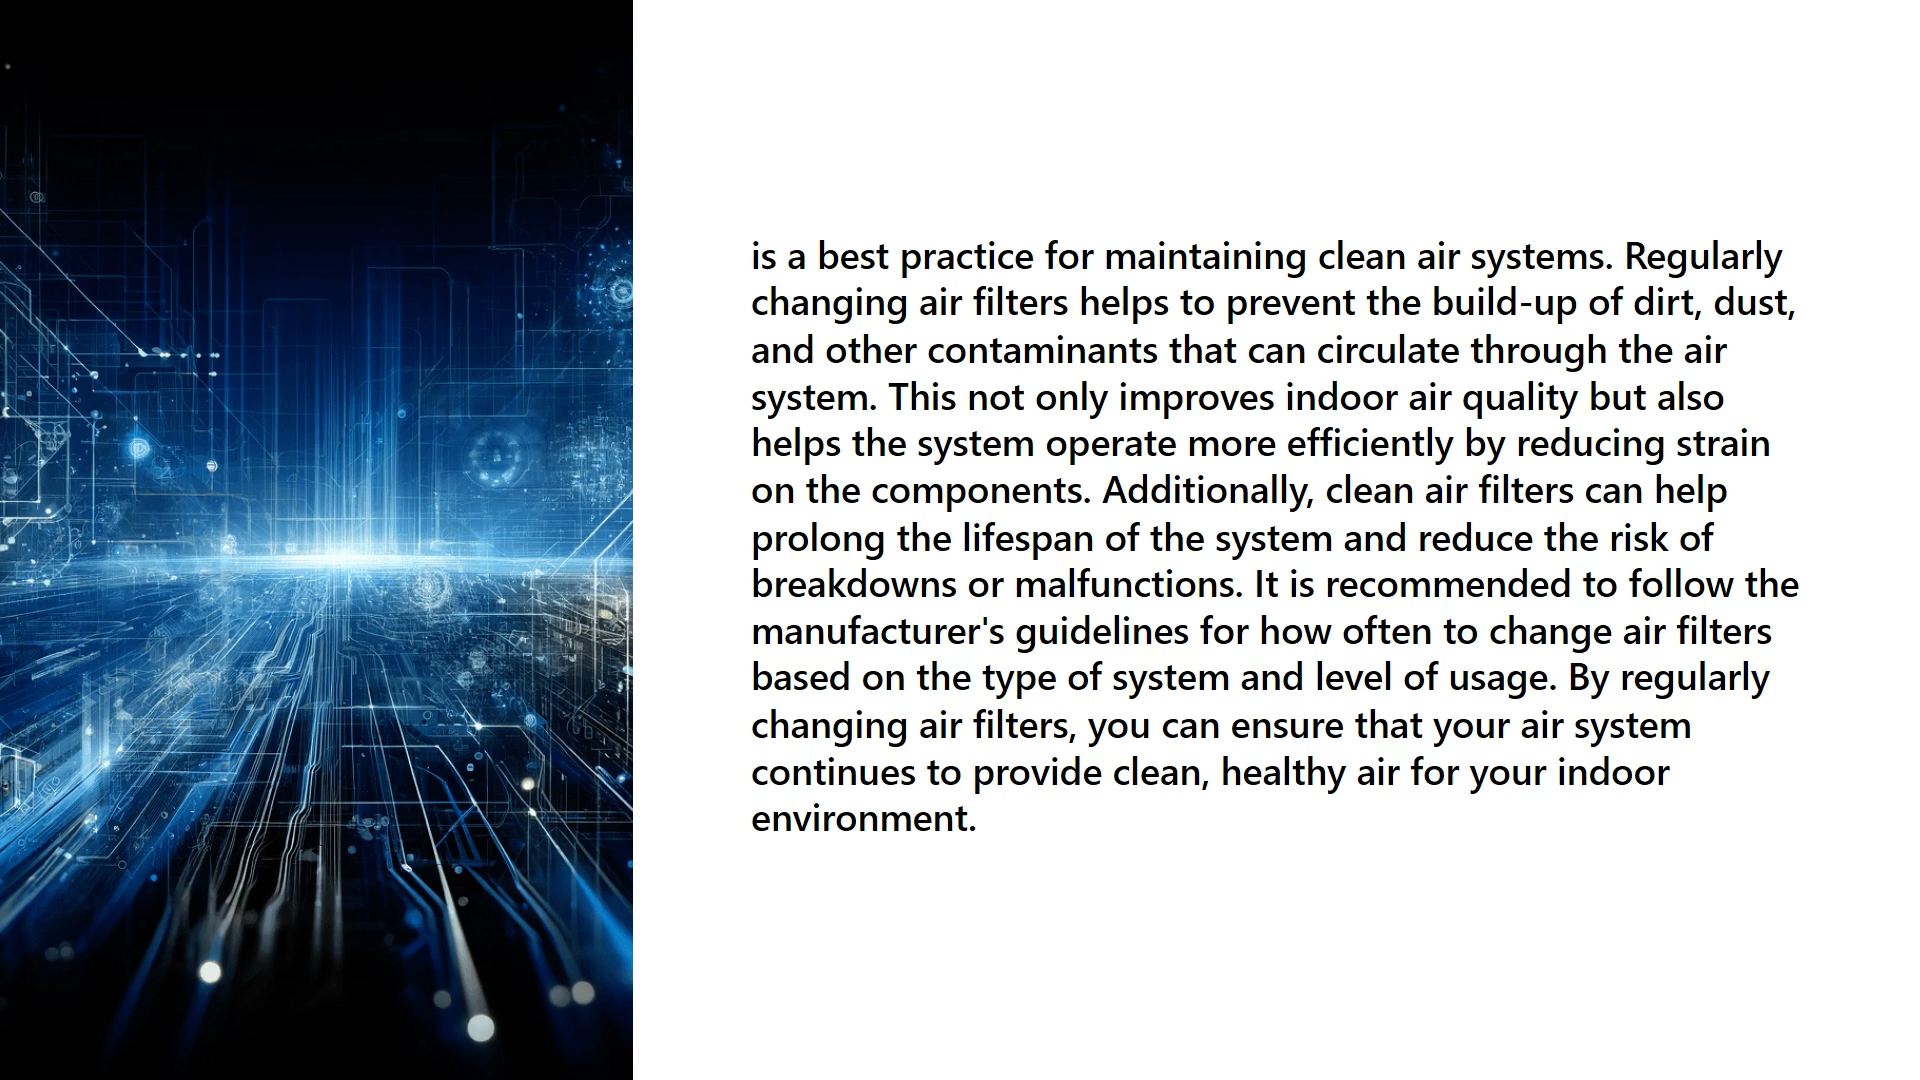 is a best practice for maintaining clean air systems. Regularly
changing air filters helps to prevent the build-up of dirt, dust,
and other contaminants that can circulate through the air
system. This not only improves indoor air quality but also
helps the system operate more efficiently by reducing strain
on the components. Additionally, clean air filters can help
prolong the lifespan of the system and reduce the risk of
breakdowns or malfunctions. It is recommended to follow the
manufacturer's guidelines for how often to change air filters
based on the type of system and level of usage. By regularly
changing air filters, you can ensure that your air system
continues to provide clean, healthy air for your indoor
environment.